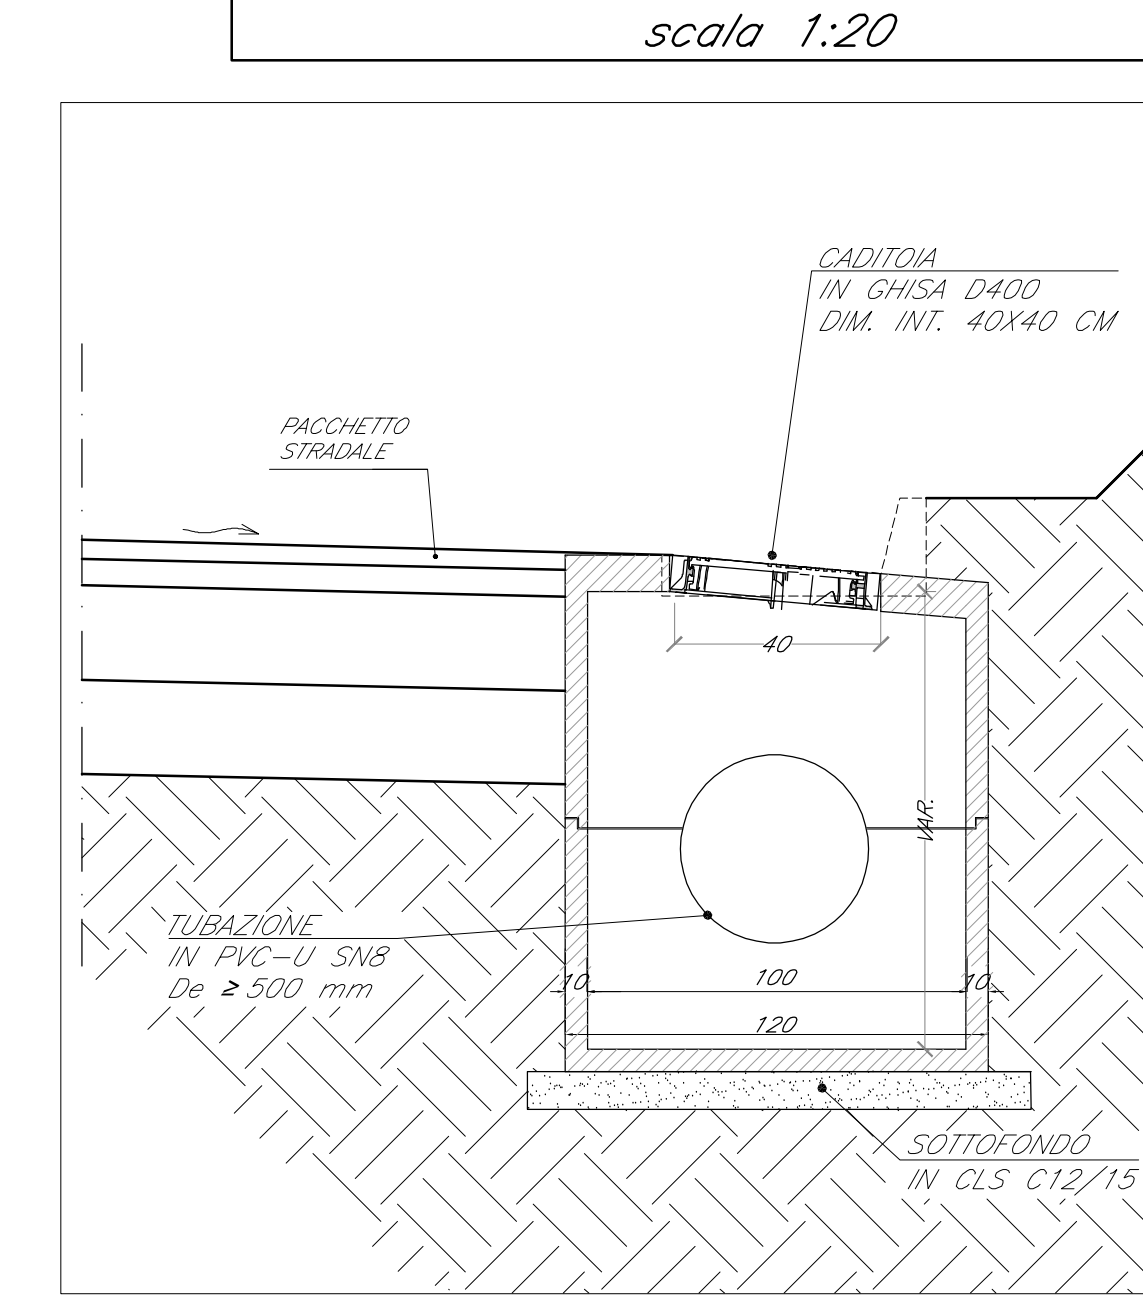 scala 1:20
CADITOIA
IN GHISA D400
DIM. INT. 40X40 CM
PACCHETTO
STRADALE
40
VAR.
TUBAZIONE
IN PVC-U SN8
De ≥ 500 mm
10
100
10
120
SOTTOFONDO
IN CLS C12/15